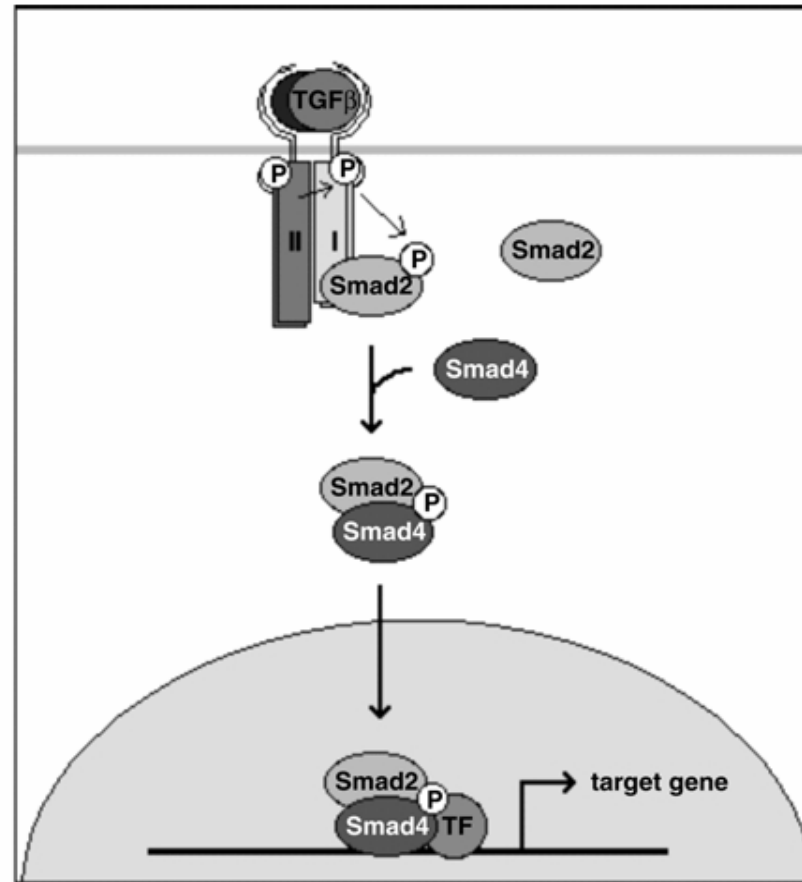 TGFβ
P
P
II
I
P
Smad2
Smad2
Smad4
Smad2
P
Smad4
Smad2
P
Smad4
TF
target gene